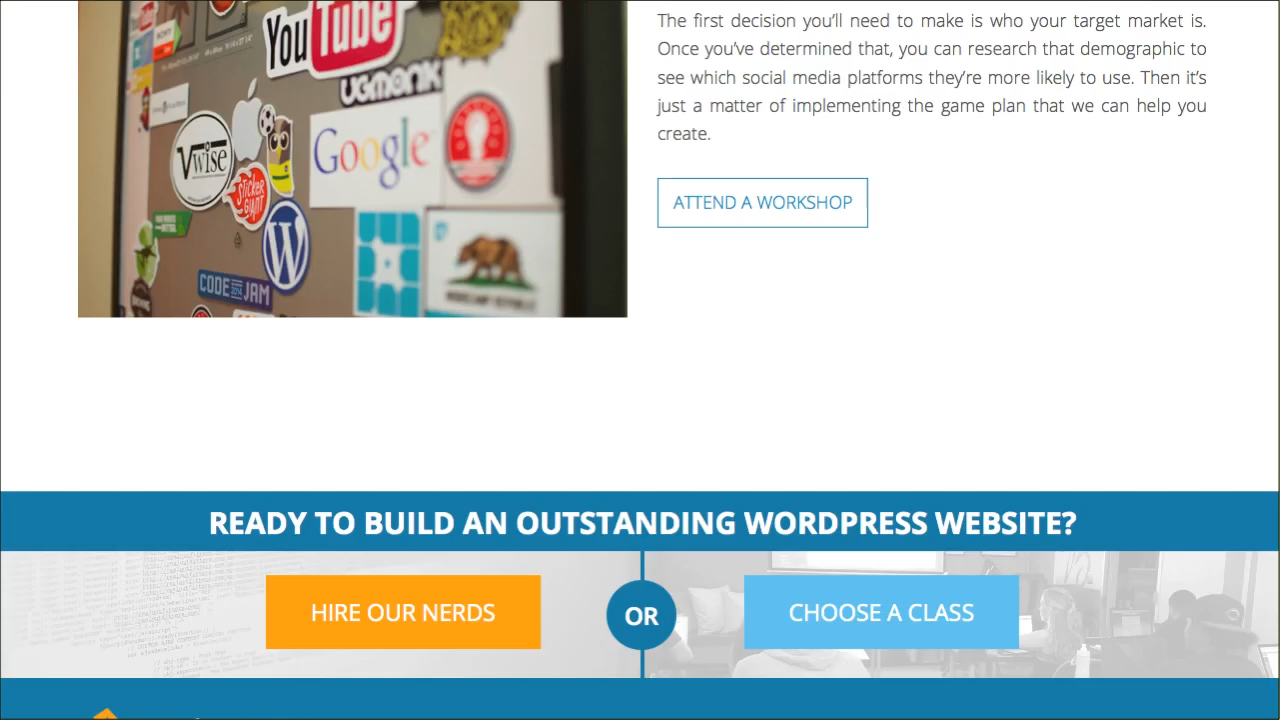 You Tube
UGMONK
Google
Vwise
STICKER
GIANT
W
CODE 2014 JAM
The first decision you’ll need to make is who your target market is.
Once you’ve determined that, you can research that demographic to
see which social media platforms they’re more likely to use. Then it’s
just a matter of implementing the game plan that we can help you
create.
ATTEND A WORKSHOP
READY TO BUILD AN OUTSTANDING WORDPRESS WEBSITE?
HIRE OUR NERDS
OR
CHOOSE A CLASS